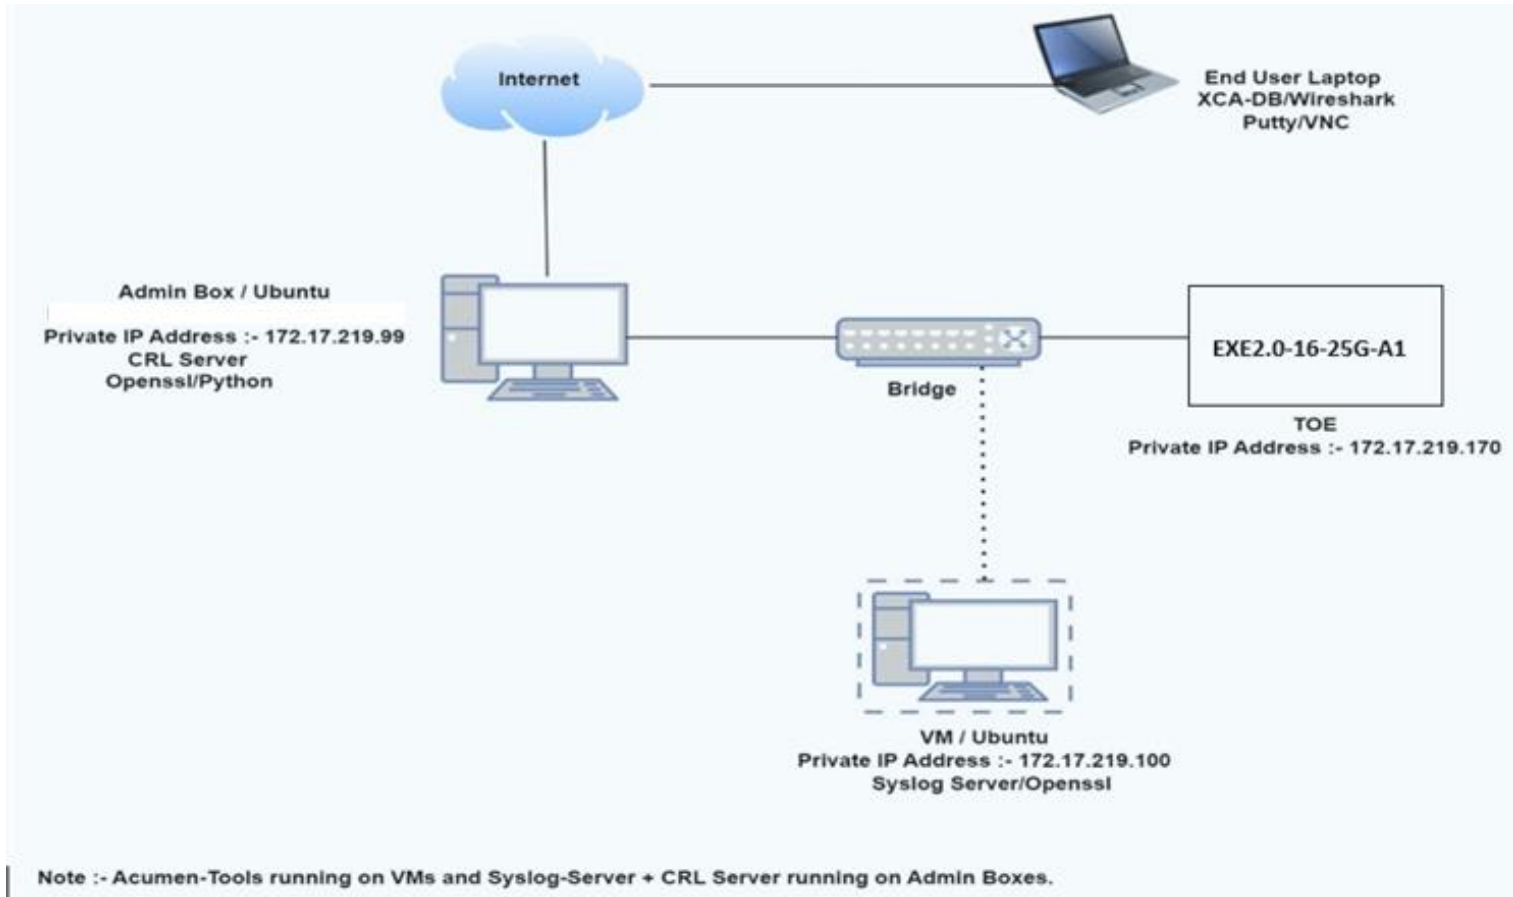 Internet
End User Laptop
XCA-DB/Wireshark
Putty/VNC
Admin Box / Ubuntu
Private IP Address :- 172.17.219.99
CRL Server
Openssl/Python
Bridge
EXE2.0-16-25G-A1
TOE
Private IP Address :- 172.17.219.170
VM / Ubuntu
Private IP Address :- 172.17.219.100
Syslog Server/Openssl
Note :- Acumen-Tools running on VMs and Syslog-Server + CRL Server running on Admin Boxes.